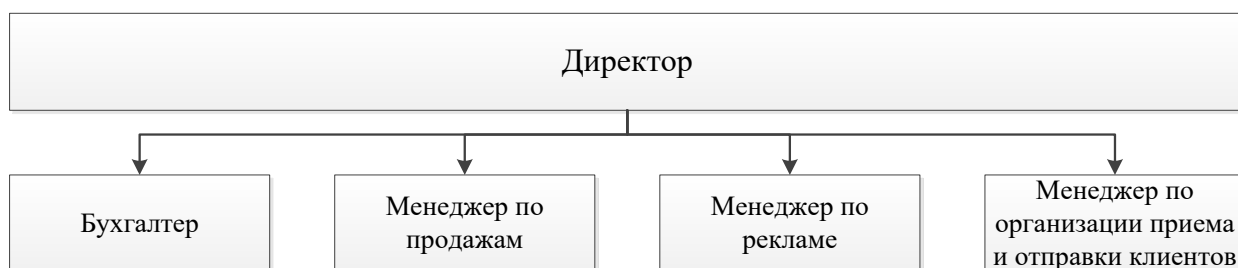 Директор
Бухгалтер
Менеджер по
продажам
Менеджер по
рекламе
Менеджер по
организации приема
и отправки клиентов